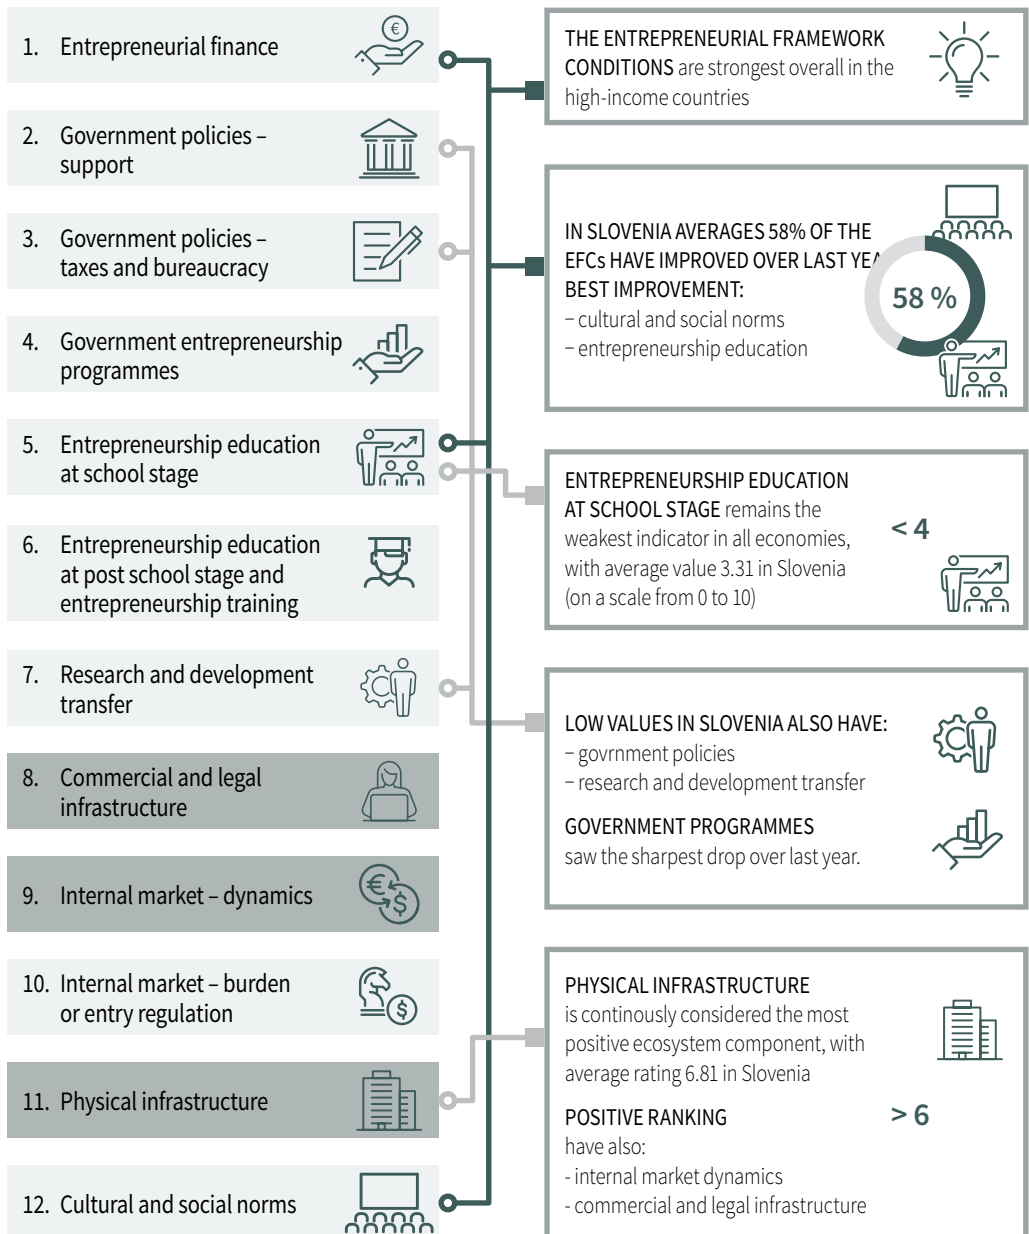 1. Entrepreneurial finance
2. Government policies –
support
3. Government policies –
taxes and bureaucracy
4. Government entrepreneurship
programmes
5. Entrepreneurship education
at school stage
6. Entrepreneurship education
at post school stage and
entrepreneurship training
7. Research and development
transfer
8. Commercial and legal
infrastructure
9. Internal market – dynamics
10. Internal market – burden
or entry regulation
11. Physical infrastructure
12. Cultural and social norms
THE ENTREPRENEURIAL FRAMEWORK
CONDITIONS are strongest overall in the
high-income countries
IN SLOVENIA AVERAGES 58% OF THE
EFCs HAVE IMPROVED OVER LAST YEA
BEST IMPROVEMENT:
– cultural and social norms
– entrepreneurship education
58 %
ENTREPRENEURSHIP EDUCATION
AT SCHOOL STAGE remains the
weakest indicator in all economies,
with average value 3.31 in Slovenia
(on a scale from 0 to 10)
< 4
LOW VALUES IN SLOVENIA ALSO HAVE:
– govrnment policies
– research and development transfer
GOVERNMENT PROGRAMMES
saw the sharpest drop over last year.
PHYSICAL INFRASTRUCTURE
is continously considered the most
positive ecosystem component, with
average rating 6.81 in Slovenia
POSITIVE RANKING
have also:
- internal market dynamics
- commercial and legal infrastructure
> 6